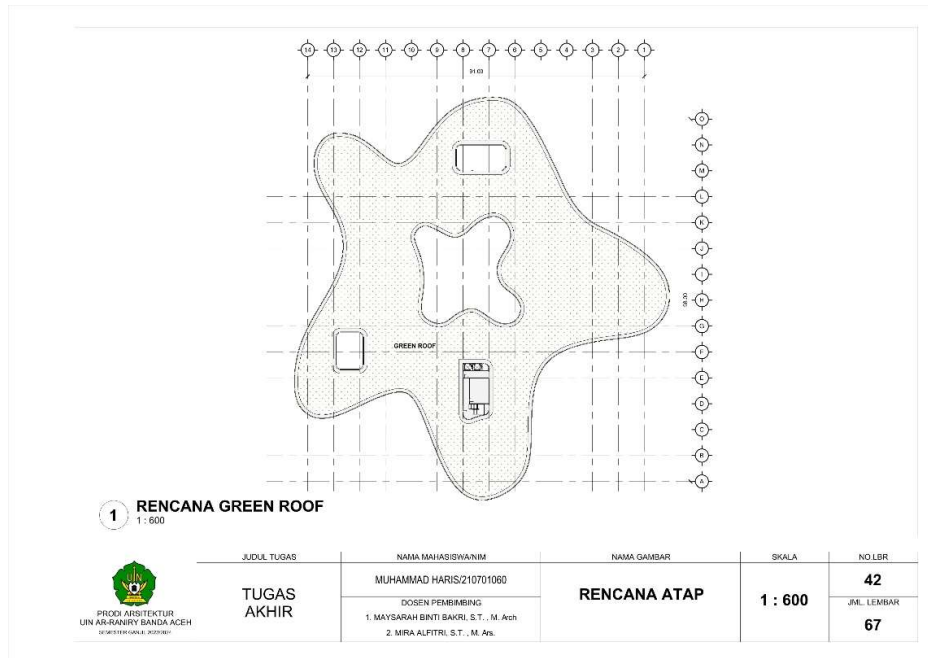 14 13 12 11 10 9 8 7 6 5 4 3 2 1
91.00
O
N
M
L
K
J
I
H
G
F
E
D
C
B
A
GREEN ROOF
1
RENCANA GREEN ROOF
1 : 600
UIN
PRODI ARSITEKTUR
UIN AR-RANIRY BANDA ACEH
JUDUL TUGAS
TUGAS
AKHIR
NAMA MAHASISWA/NIM
MUHAMMAD HARIS/210701060
DOSEN PEMBIMBING
1. MAYSARAH BINTI BAKRI, S.T. , M. Arch
2. MIRA ALFITRI, S.T. , M. Ars.
NAMA GAMBAR
RENCANA ATAP
SKALA
1 : 600
NO.LBR
42
JML. LEMBAR
67